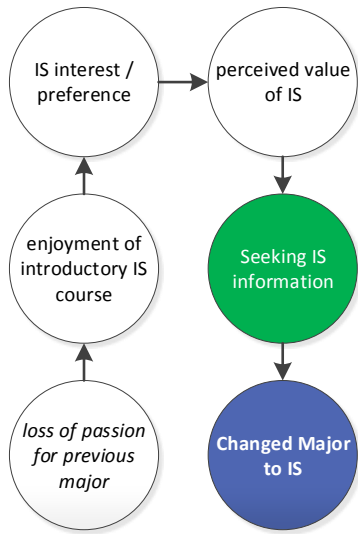 IS interest /
preference
perceived value
of IS
enjoyment of
introductory IS
course
Seeking IS
information
loss of passion
for previous
major
Changed Major
to IS